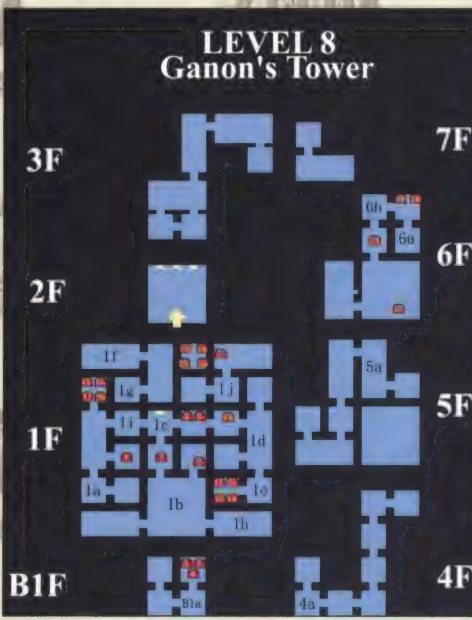 LEVEL 8
Ganon's Tower
3F
7F
6b
6a
6F
2F
1f
1g
1j
5a
5F
1F
1i
1c
1d
1a
1e
1b
1h
B1F
B1a
4a
4F